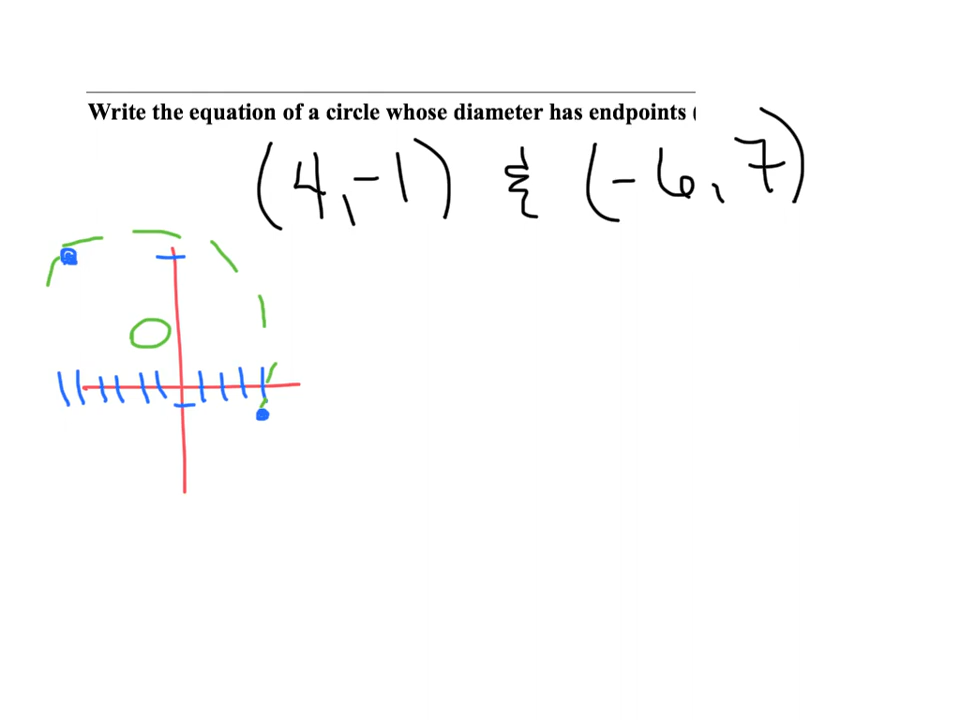 Write the equation of a circle whose diameter has endpoints (
(4,-1) & (-6,7)